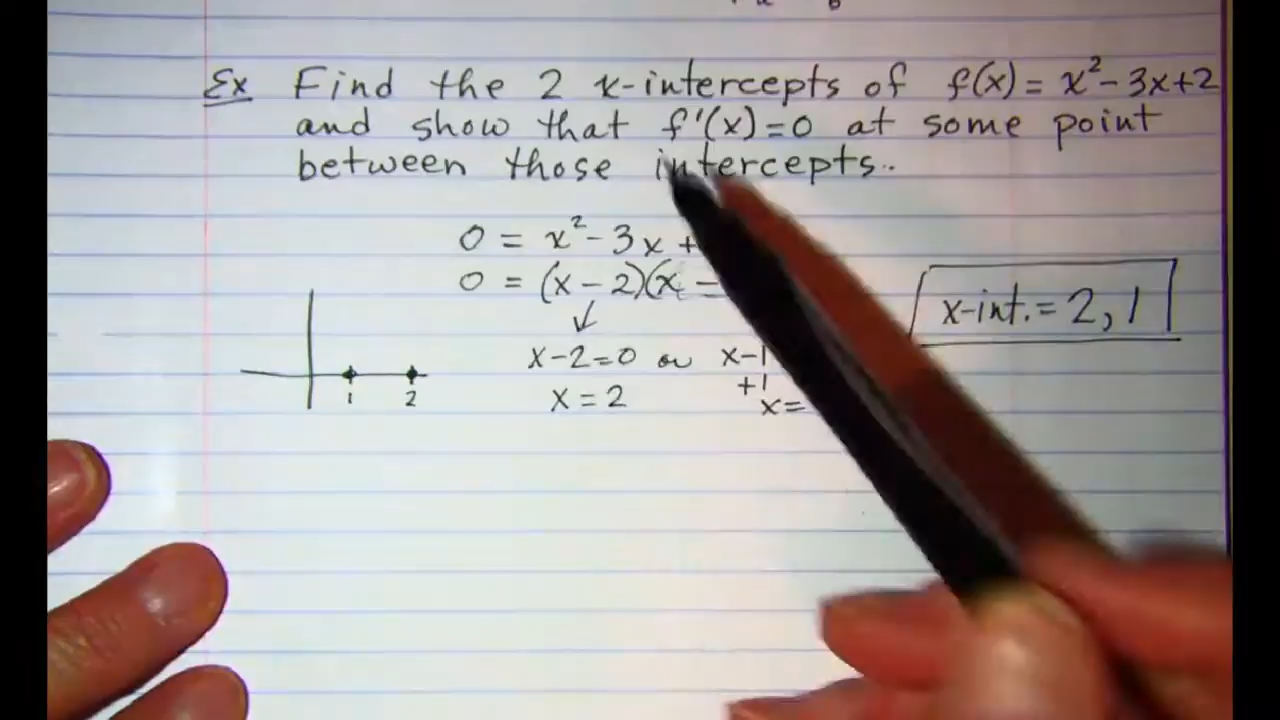 Ex Find the 2 x-intercepts of f(x) = x² - 3x + 2
and show that f'(x) = 0 at some point
between those intercepts..
0 = x² - 3x +
0 = (x - 2)(x -
x-int. = 2, 1
x - 2 = 0 or x - 1
+1
x = 2 x =
1 2